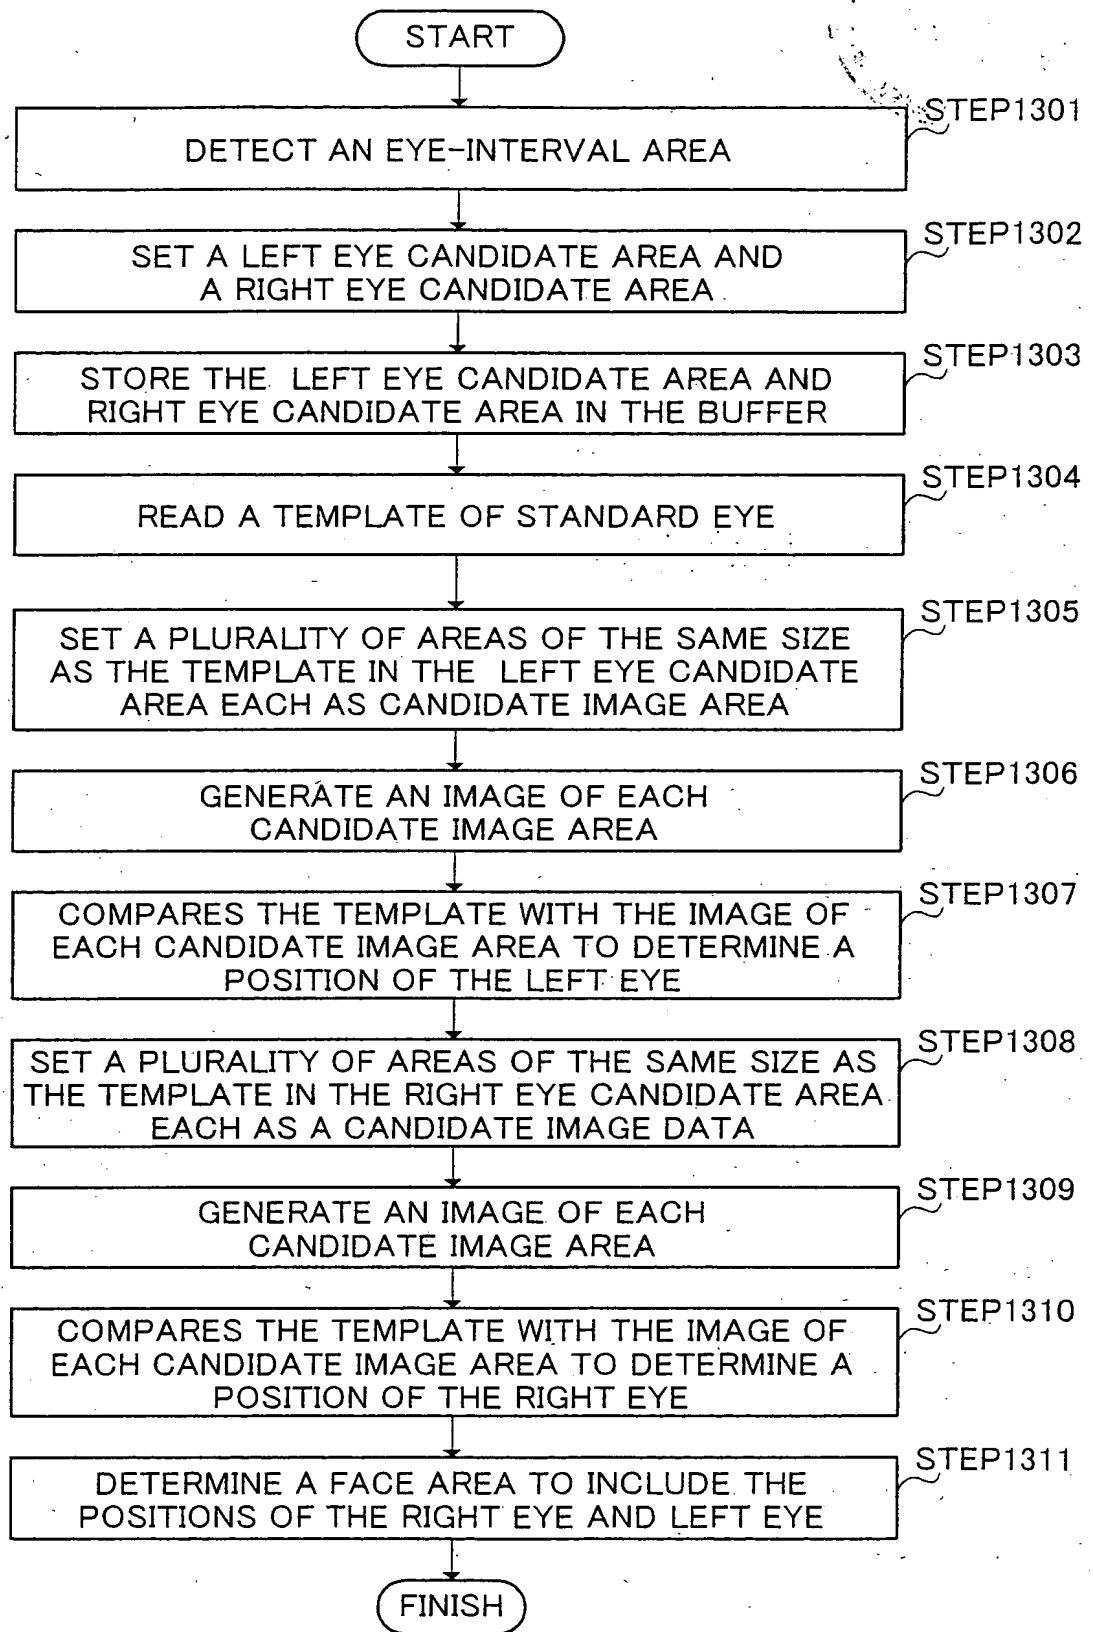 START
STEP1301
DETECT AN EYE-INTERVAL AREA
STEP1302
SET A LEFT EYE CANDIDATE AREA AND
A RIGHT EYE CANDIDATE AREA
STEP1303
STORE THE LEFT EYE CANDIDATE AREA AND
RIGHT EYE CANDIDATE AREA IN THE BUFFER
STEP1304
READ A TEMPLATE OF STANDARD EYE
STEP1305
SET A PLURALITY OF AREAS OF THE SAME SIZE
AS THE TEMPLATE IN THE LEFT EYE CANDIDATE
AREA EACH AS CANDIDATE IMAGE AREA
STEP1306
GENERATE AN IMAGE OF EACH
CANDIDATE IMAGE AREA
STEP1307
COMPARES THE TEMPLATE WITH THE IMAGE OF
EACH CANDIDATE IMAGE AREA TO DETERMINE A
POSITION OF THE LEFT EYE
STEP1308
SET A PLURALITY OF AREAS OF THE SAME SIZE AS
THE TEMPLATE IN THE RIGHT EYE CANDIDATE AREA
EACH AS A CANDIDATE IMAGE DATA
STEP1309
GENERATE AN IMAGE OF EACH
CANDIDATE IMAGE AREA
STEP1310
COMPARES THE TEMPLATE WITH THE IMAGE OF
EACH CANDIDATE IMAGE AREA TO DETERMINE A
POSITION OF THE RIGHT EYE
STEP1311
DETERMINE A FACE AREA TO INCLUDE THE
POSITIONS OF THE RIGHT EYE AND LEFT EYE
FINISH